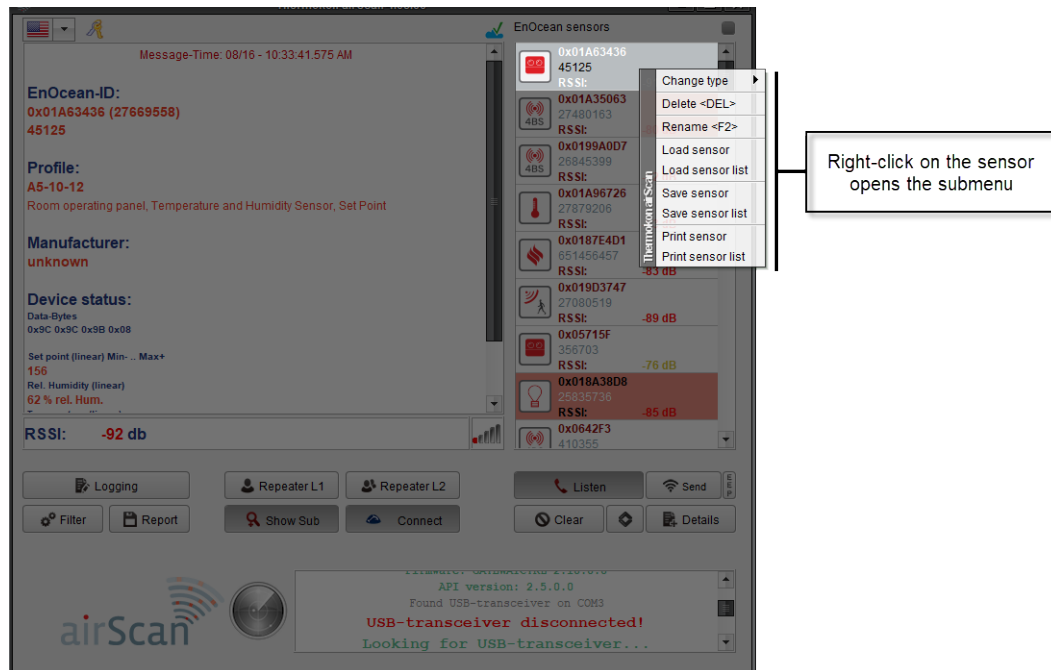 EnOcean sensors
Message-Time: 08/16 - 10:33:41.575 AM
EnOcean-ID:
0x01A63436 (27669558)
45125
Profile:
A5-10-12
Room operating panel, Temperature and Humidity Sensor, Set Point
Manufacturer:
unknown
Device status:
Data-Bytes
0x9C 0x9C 0x9B 0x08
Set point (linear) Min- .. Max+
156
Rel. Humidity (linear)
62 % rel. Hum.
RSSI: -92 db
0x01A63436
45125
RSSI:
0x01A35063
4BS
27480163
RSSI:
0x0199A0D7
4BS
26845399
RSSI:
0x01A96726
27879206
RSSI:
0x0187E4D1
651456457
RSSI: -83 dB
0x019D3747
27080519
RSSI: -89 dB
0x05715F
356703
RSSI: -76 dB
0x018A38D8
25835736
RSSI: -85 dB
0x0642F3
410355
Thermokon airScan
Change type
Delete <DEL>
Rename <F2>
Load sensor
Load sensor list
Save sensor
Save sensor list
Print sensor
Print sensor list
Right-click on the sensor
opens the submenu
Logging
Repeater L1
Repeater L2
Listen
Send
EEP
Filter
Report
Show Sub
Connect
Clear
Details
airScan
API version: 2.5.0.0
Found USB-transceiver on COM3
USB-transceiver disconnected!
Looking for USB-transceiver...